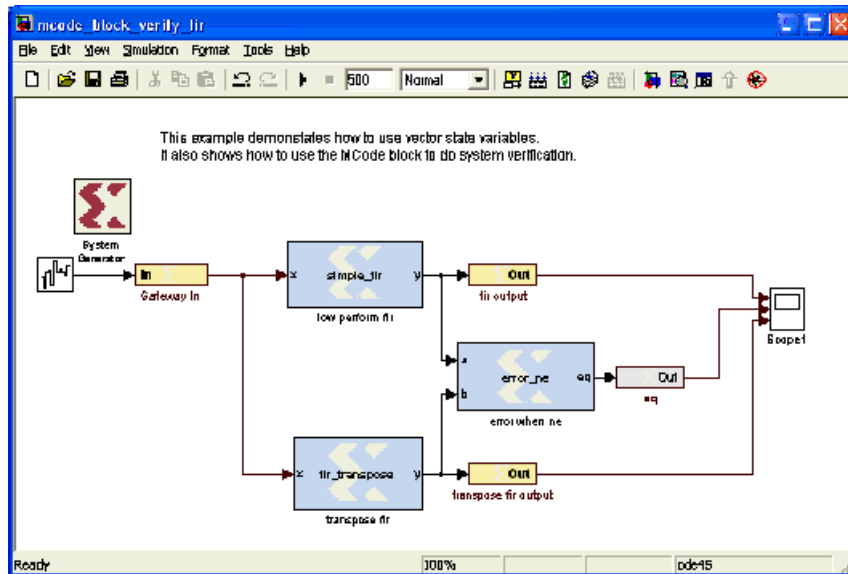 mcode_block_verify_fir
File Edit View Simulation Format Tools Help
500 Normal
This example demonstates how to use vector state variables.
It also shows how to use the MCode block to do system verification.
System
Generator
In
Gateway In
x simple_fir y
low perform fir
Out
fir output
Scope1
a
error_ne eq
b
error when ne
Out
eq
x fir_transpose y
transpose fir
Out
transpose fir output
Ready 100% ode45